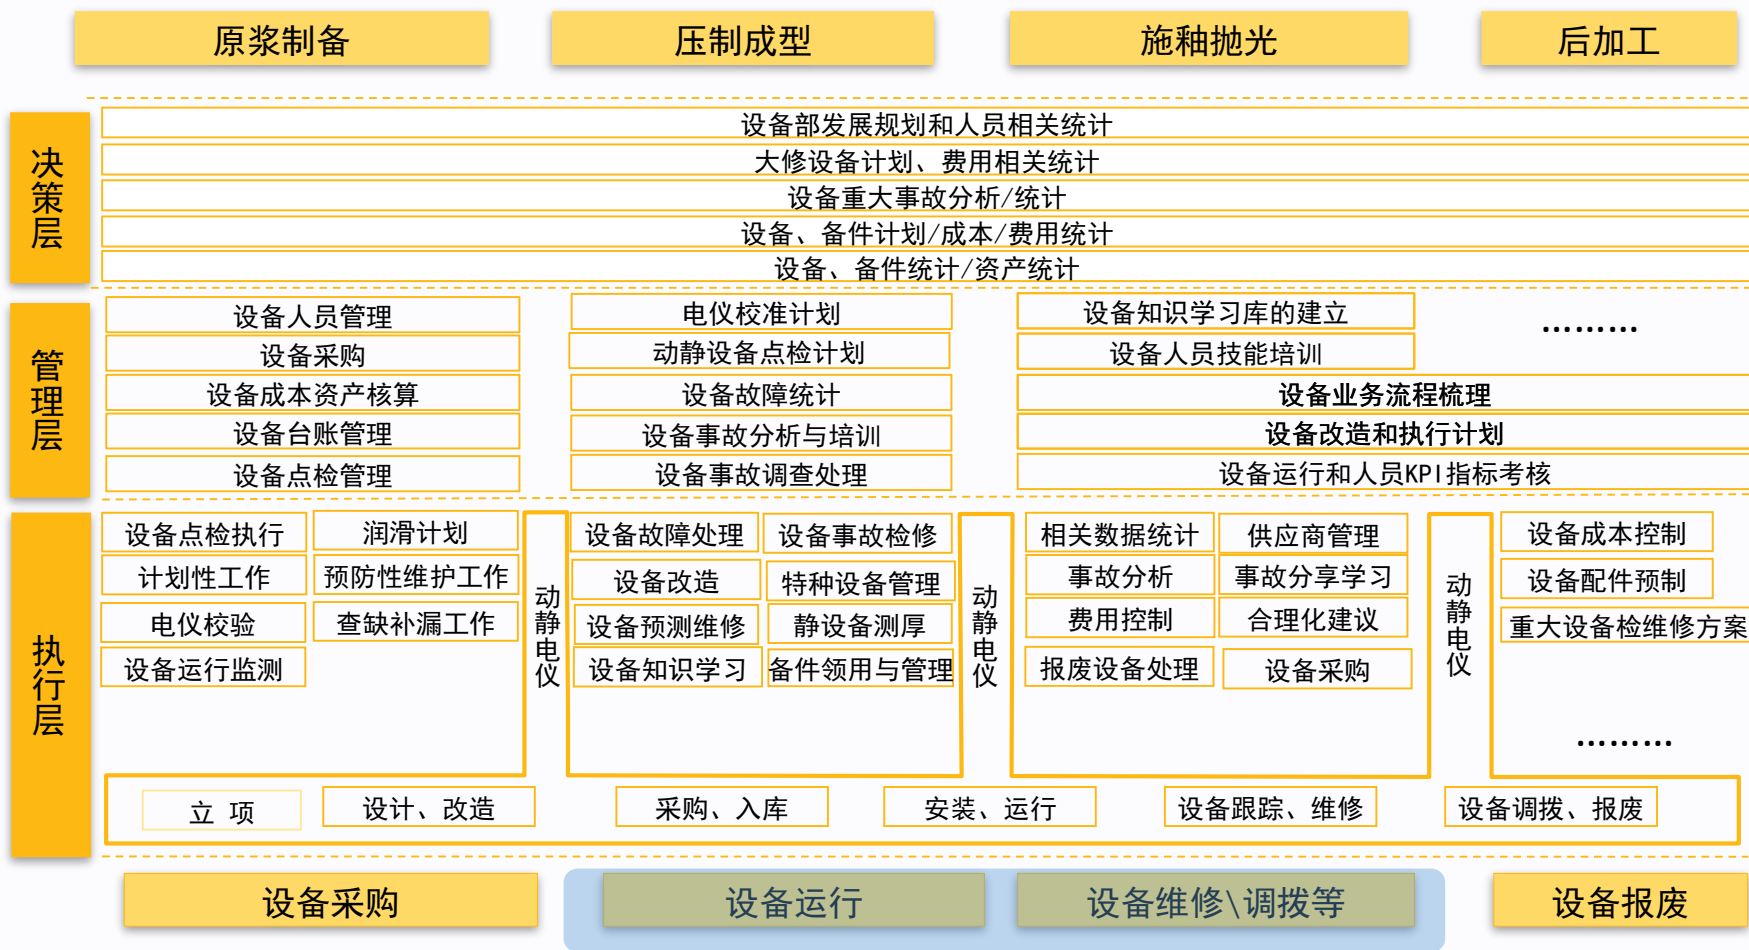 原浆制备
压制成型
施釉抛光
后加工
决策层
设备部发展规划和人员相关统计
大修设备计划、费用相关统计
设备重大事故分析/统计
设备、备件计划/成本/费用统计
设备、备件统计/资产统计
管理层
设备人员管理
设备采购
设备成本资产核算
设备台账管理
设备点检管理
电仪校准计划
动静设备点检计划
设备故障统计
设备事故分析与培训
设备事故调查处理
设备知识学习库的建立
设备人员技能培训
………
设备业务流程梳理
设备改造和执行计划
设备运行和人员KPI指标考核
执行层
设备点检执行
润滑计划
计划性工作
预防性维护工作
电仪校验
查缺补漏工作
设备运行监测
动静电仪
设备故障处理
设备事故检修
设备改造
特种设备管理
设备预测维修
静设备测厚
设备知识学习
备件领用与管理
动静电仪
相关数据统计
供应商管理
事故分析
事故分享学习
费用控制
合理化建议
报废设备处理
设备采购
动静电仪
设备成本控制
设备配件预制
重大设备检维修方案
………
立 项
设计、改造
采购、入库
安装、运行
设备跟踪、维修
设备调拨、报废
设备采购
设备运行
设备维修\调拨等
设备报废